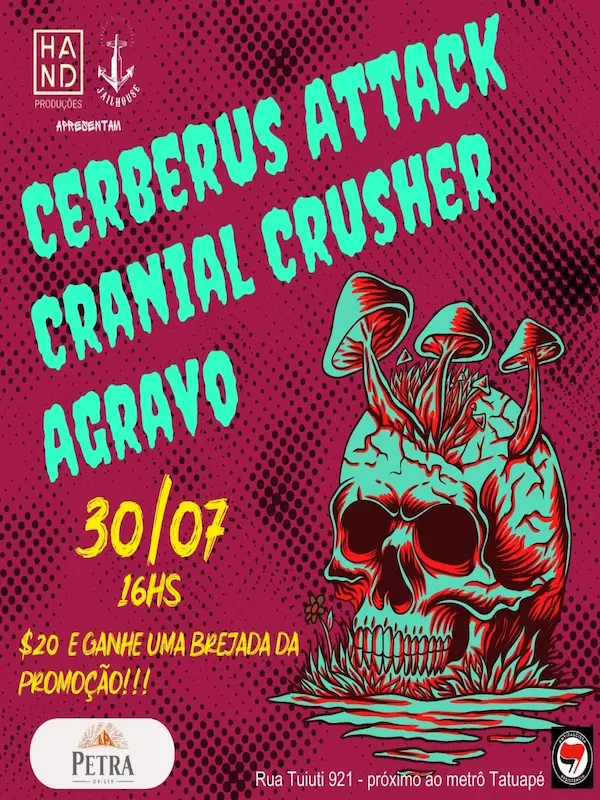 HA
ND
PRODUÇÕES
JAILHOUSE
APRESENTAM
CERBERUS ATTACK
CRANIAL CRUSHER
AGRAVO
30/07
16HS
$20 E GANHE UMA BREJADA DA
PROMOÇÃO!!!
PETRA
ORIGEM
Rua Tuiuti 921 - próximo ao metrô Tatuapé